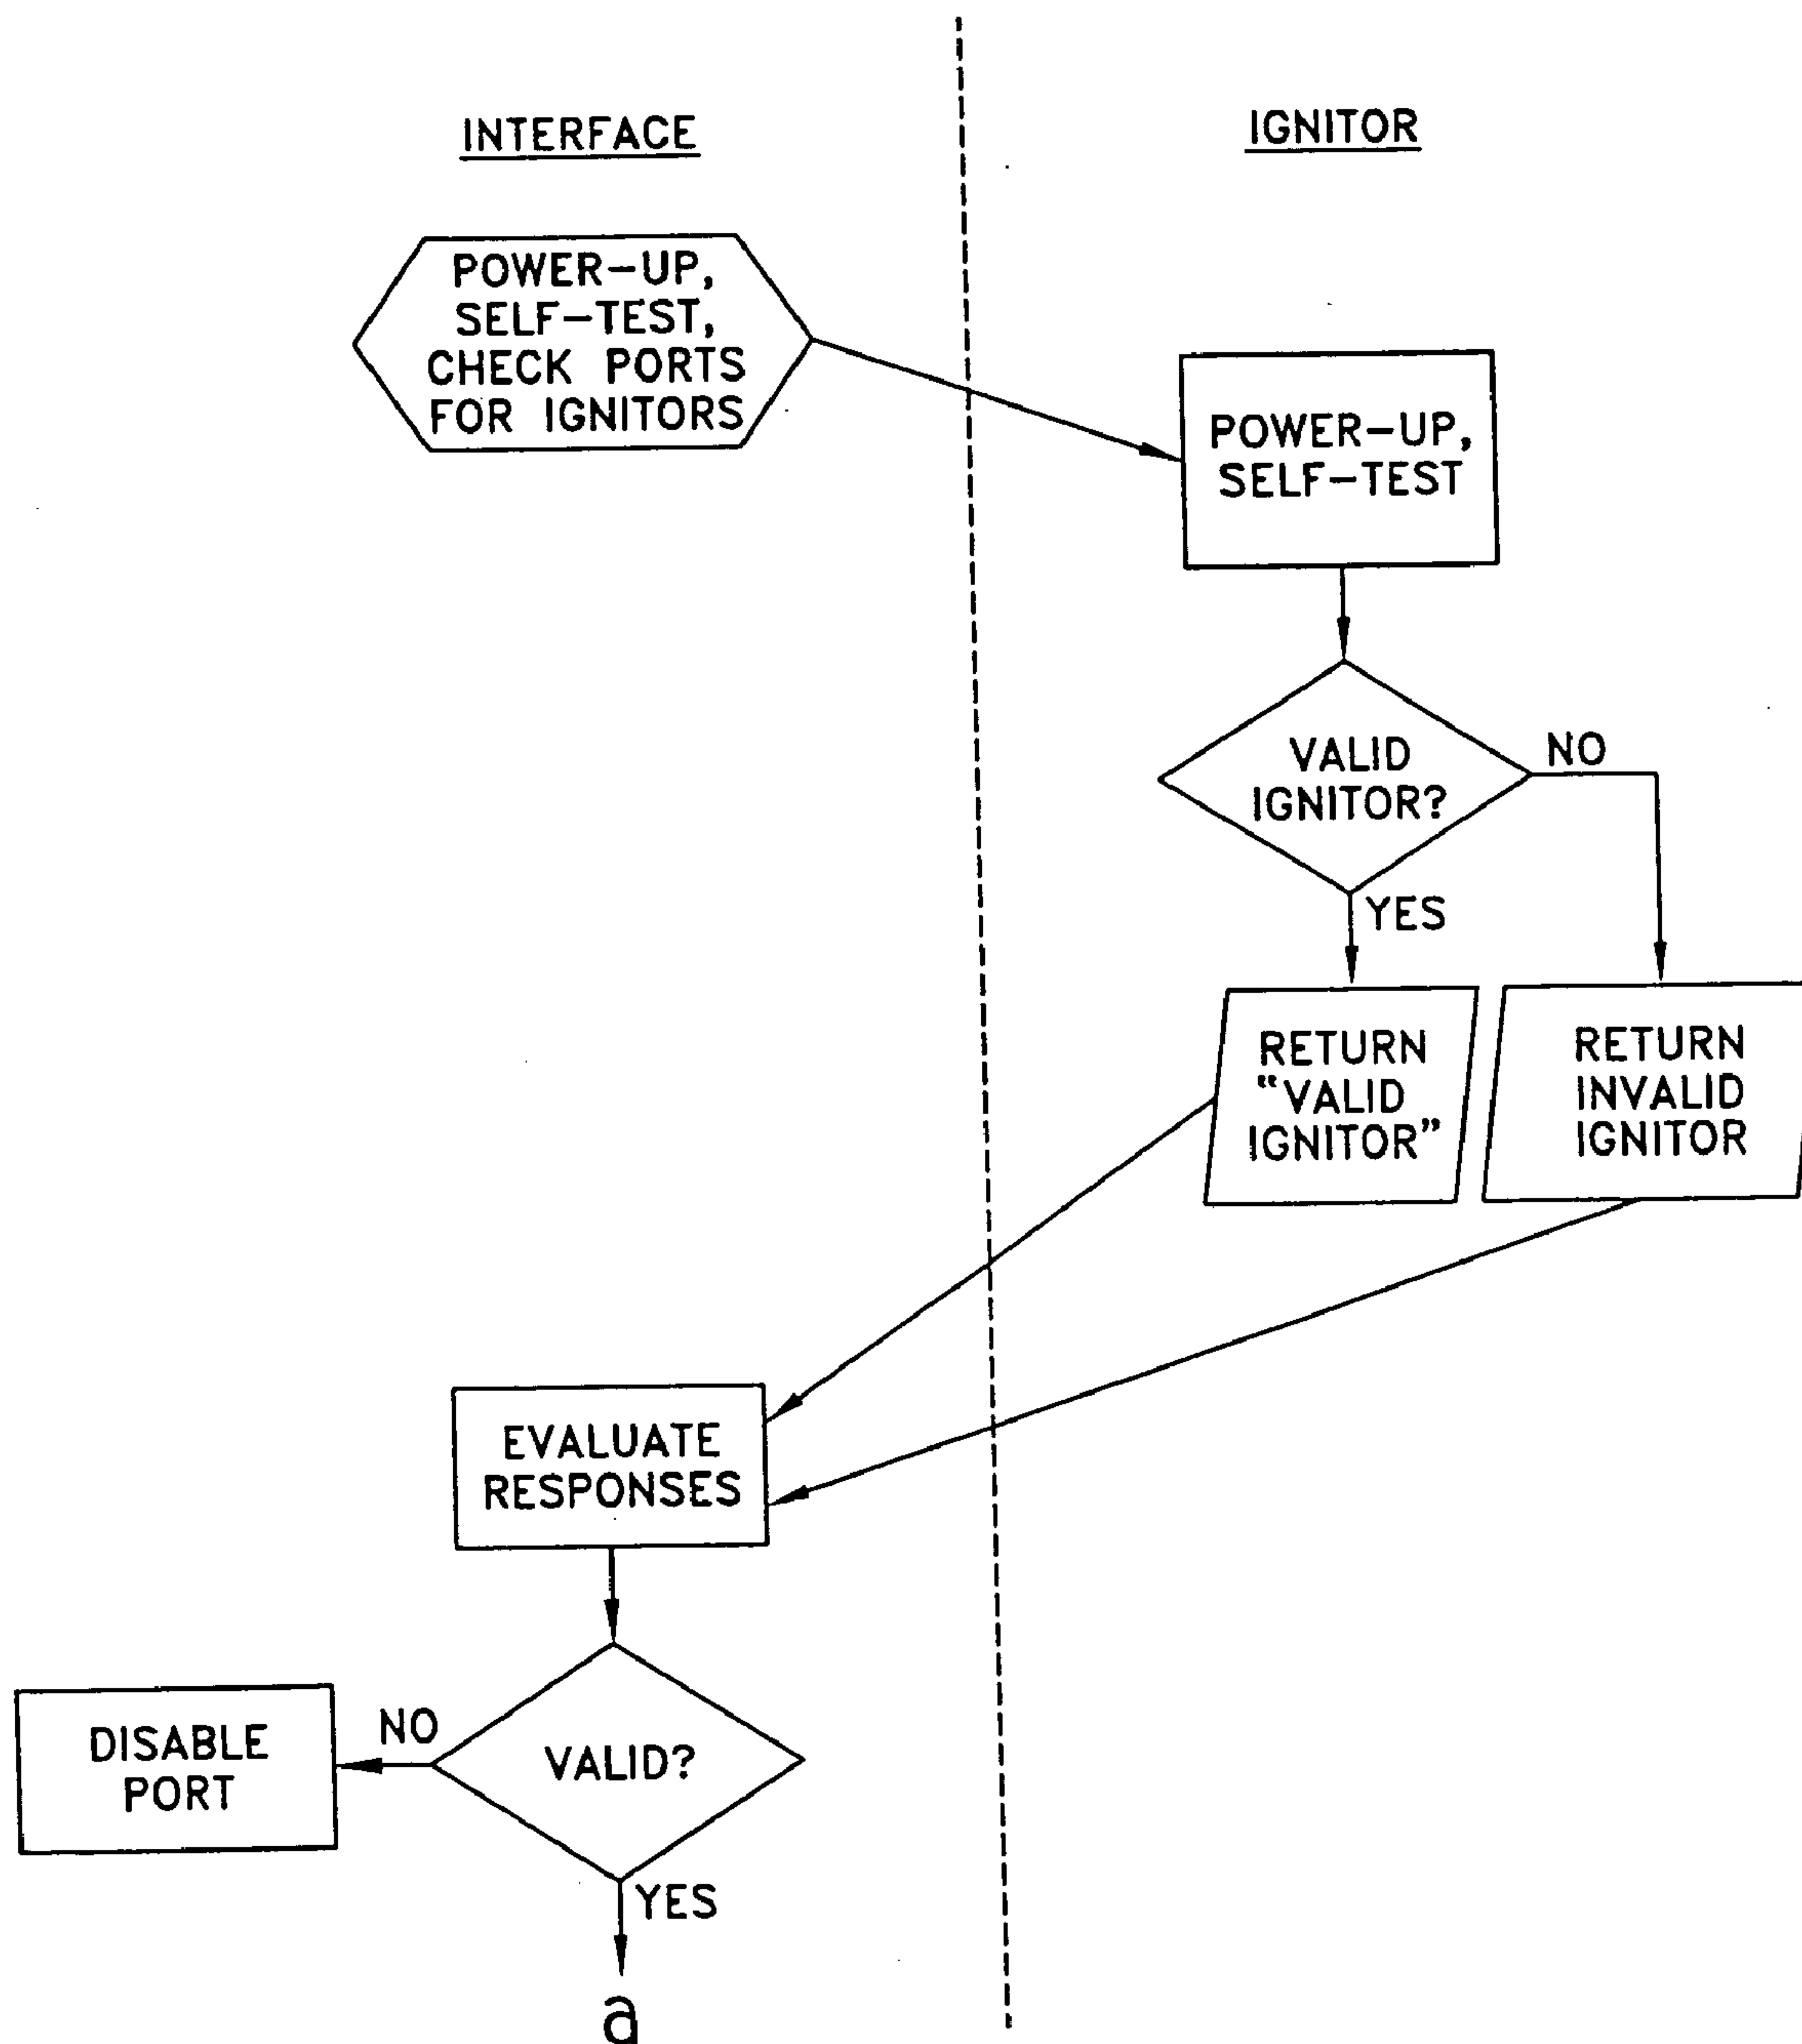 INTERFACE
IGNITOR
POWER-UP,
SELF-TEST,
CHECK PORTS
FOR IGNITORS
POWER-UP,
SELF-TEST
VALID
IGNITOR?
NO
YES
RETURN
"VALID
IGNITOR"
RETURN
INVALID
IGNITOR
EVALUATE
RESPONSES
VALID?
NO
DISABLE
PORT
YES
a